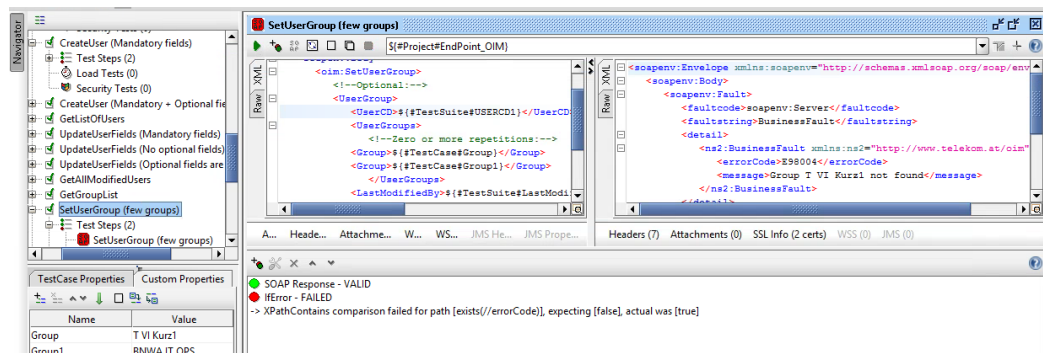 Navigator
Security Tests (0)
CreateUser (Mandatory fields)
Test Steps (2)
Load Tests (0)
Security Tests (0)
CreateUser (Mandatory + Optional fie
GetListOfUsers
UpdateUserFields (Mandatory fields)
UpdateUserFields (No optional fields)
UpdateUserFields (Optional fields are
GetAllModifiedUsers
GetGroupList
SetUserGroup (few groups)
Test Steps (2)
SetUserGroup (few groups)
TestCase Properties
Custom Properties
Name Value
Group T VI Kurz1
Group1 BNWA IT OPS
SetUserGroup (few groups)
${#Project#EndPoint_OIM}
XML
Raw
<oim:SetUserGroup>
<!--Optional:-->
<UserGroup>
<UserCD>${#TestSuite#USERCD1}</UserCD
<UserGroups>
<!--Zero or more repetitions:-->
<Group>${#TestCase#Group}</Group>
<Group>${#TestCase#Group1}</Group>
</UserGroups>
<LastModifiedBy>${#TestSuite#LastModi
A... Heade... Attachme... W... WS... JMS He... JMS Prope...
XML
Raw
<soapenv:Envelope xmlns:soapenv="http://schemas.xmlsoap.org/soap/env
<soapenv:Body>
<soapenv:Fault>
<faultcode>soapenv:Server</faultcode>
<faultstring>BusinessFault</faultstring>
<detail>
<ns2:BusinessFault xmlns:ns2="http://www.telekom.at/oim"
<errorCode>E98004</errorCode>
<message>Group T VI Kurz1 not found</message>
</ns2:BusinessFault>
</detail>
Headers (7) Attachments (0) SSL Info (2 certs) WSS (0) JMS (0)
SOAP Response - VALID
IfError - FAILED
-> XPathContains comparison failed for path [exists(//errorCode)], expecting [false], actual was [true]